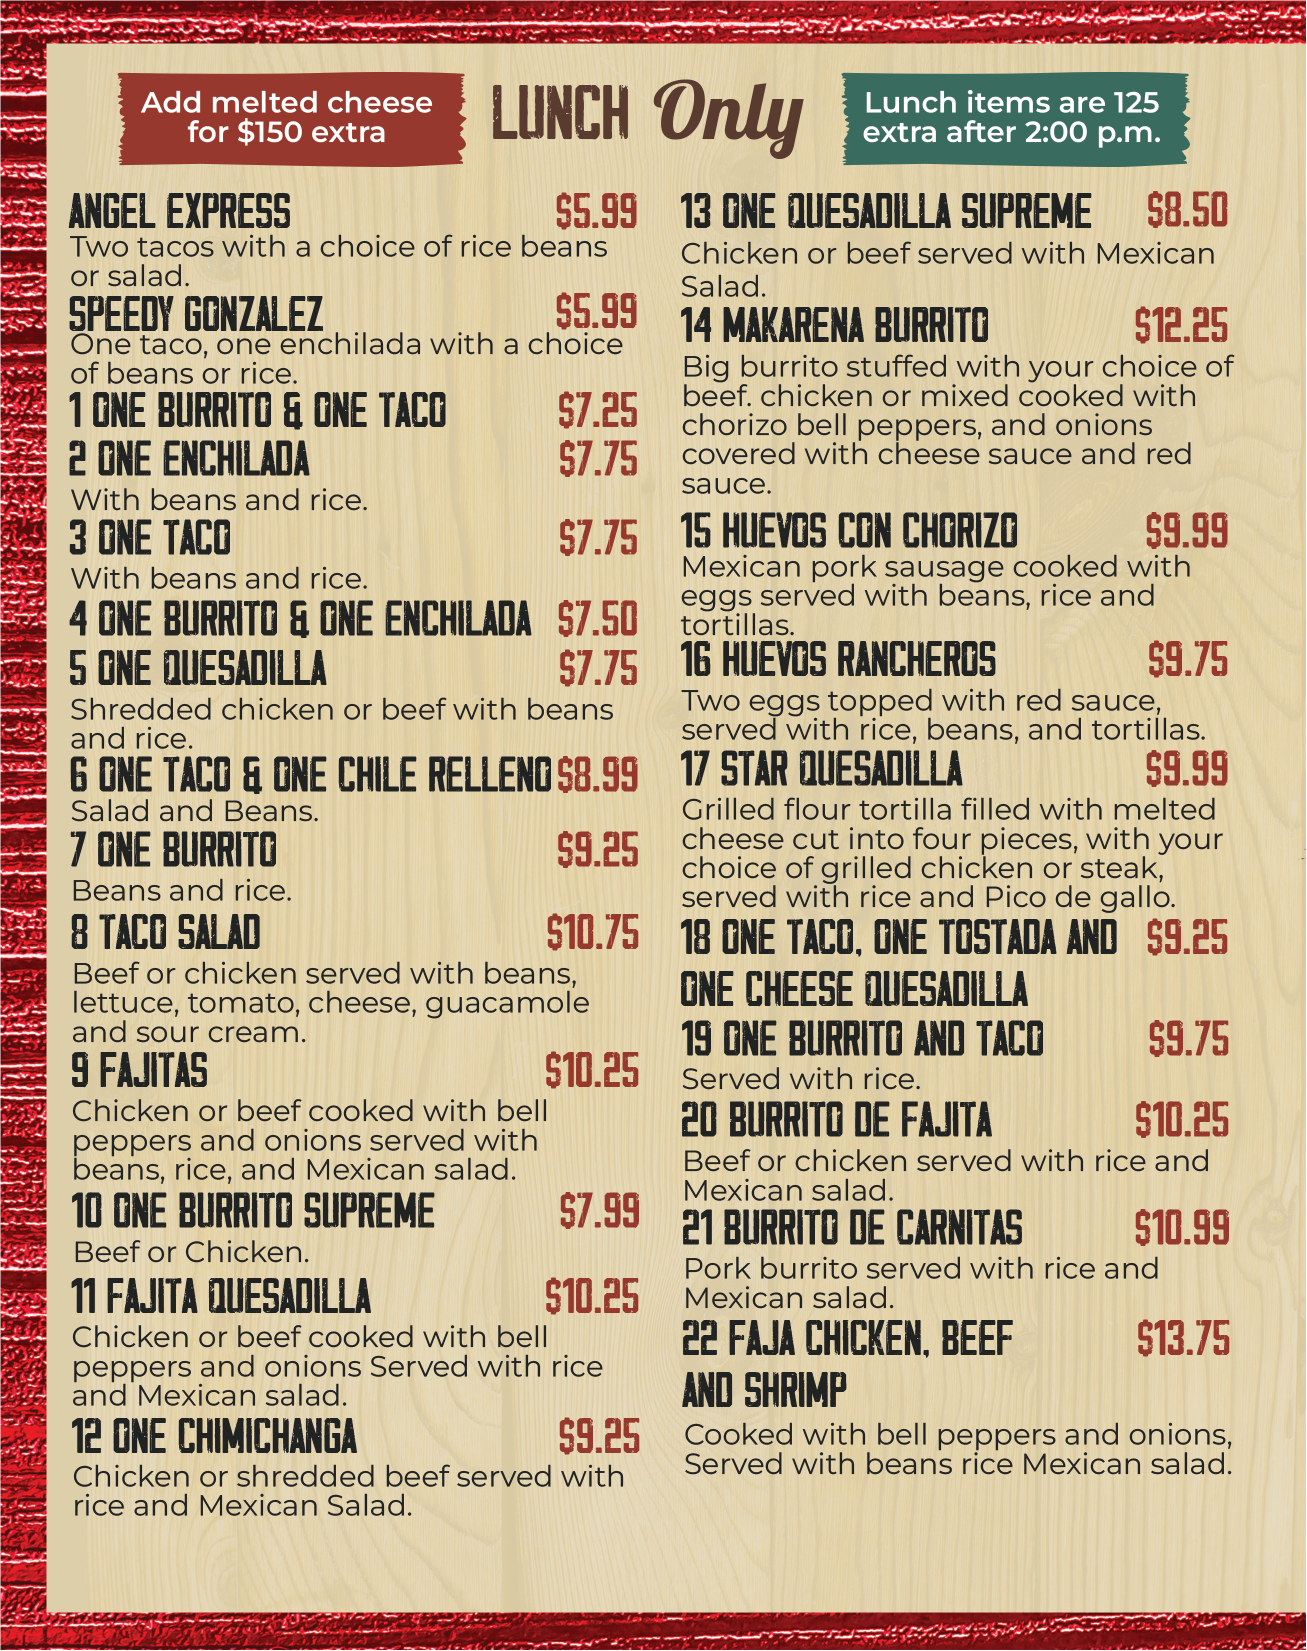 Add melted cheese
for $150 extra
LUNCH Only
Lunch items are 125
extra after 2:00 p.m.
ANGEL EXPRESS $5.99
Two tacos with a choice of rice beans
or salad.
SPEEDY GONZALEZ $5.99
One taco, one enchilada with a choice
of beans or rice.
1 ONE BURRITO & ONE TACO $7.25
2 ONE ENCHILADA $7.75
With beans and rice.
3 ONE TACO $7.75
With beans and rice.
4 ONE BURRITO & ONE ENCHILADA $7.50
5 ONE QUESADILLA $7.75
Shredded chicken or beef with beans
and rice.
6 ONE TACO & ONE CHILE RELLENO $8.99
Salad and Beans.
7 ONE BURRITO $9.25
Beans and rice.
8 TACO SALAD $10.75
Beef or chicken served with beans,
lettuce, tomato, cheese, guacamole
and sour cream.
9 FAJITAS $10.25
Chicken or beef cooked with bell
peppers and onions served with
beans, rice, and Mexican salad.
10 ONE BURRITO SUPREME $7.99
Beef or Chicken.
11 FAJITA QUESADILLA $10.25
Chicken or beef cooked with bell
peppers and onions Served with rice
and Mexican salad.
12 ONE CHIMICHANGA $9.25
Chicken or shredded beef served with
rice and Mexican Salad.
13 ONE QUESADILLA SUPREME $8.50
Chicken or beef served with Mexican
Salad.
14 MAKARENA BURRITO $12.25
Big burrito stuffed with your choice of
beef. chicken or mixed cooked with
chorizo bell peppers, and onions
covered with cheese sauce and red
sauce.
15 HUEVOS CON CHORIZO $9.99
Mexican pork sausage cooked with
eggs served with beans, rice and
tortillas.
16 HUEVOS RANCHEROS $9.75
Two eggs topped with red sauce,
served with rice, beans, and tortillas.
17 STAR QUESADILLA $9.99
Grilled flour tortilla filled with melted
cheese cut into four pieces, with your
choice of grilled chicken or steak,
served with rice and Pico de gallo.
18 ONE TACO, ONE TOSTADA AND $9.25
ONE CHEESE QUESADILLA
19 ONE BURRITO AND TACO $9.75
Served with rice.
20 BURRITO DE FAJITA $10.25
Beef or chicken served with rice and
Mexican salad.
21 BURRITO DE CARNITAS $10.99
Pork burrito served with rice and
Mexican salad.
22 FAJA CHICKEN, BEEF $13.75
AND SHRIMP
Cooked with bell peppers and onions,
Served with beans rice Mexican salad.